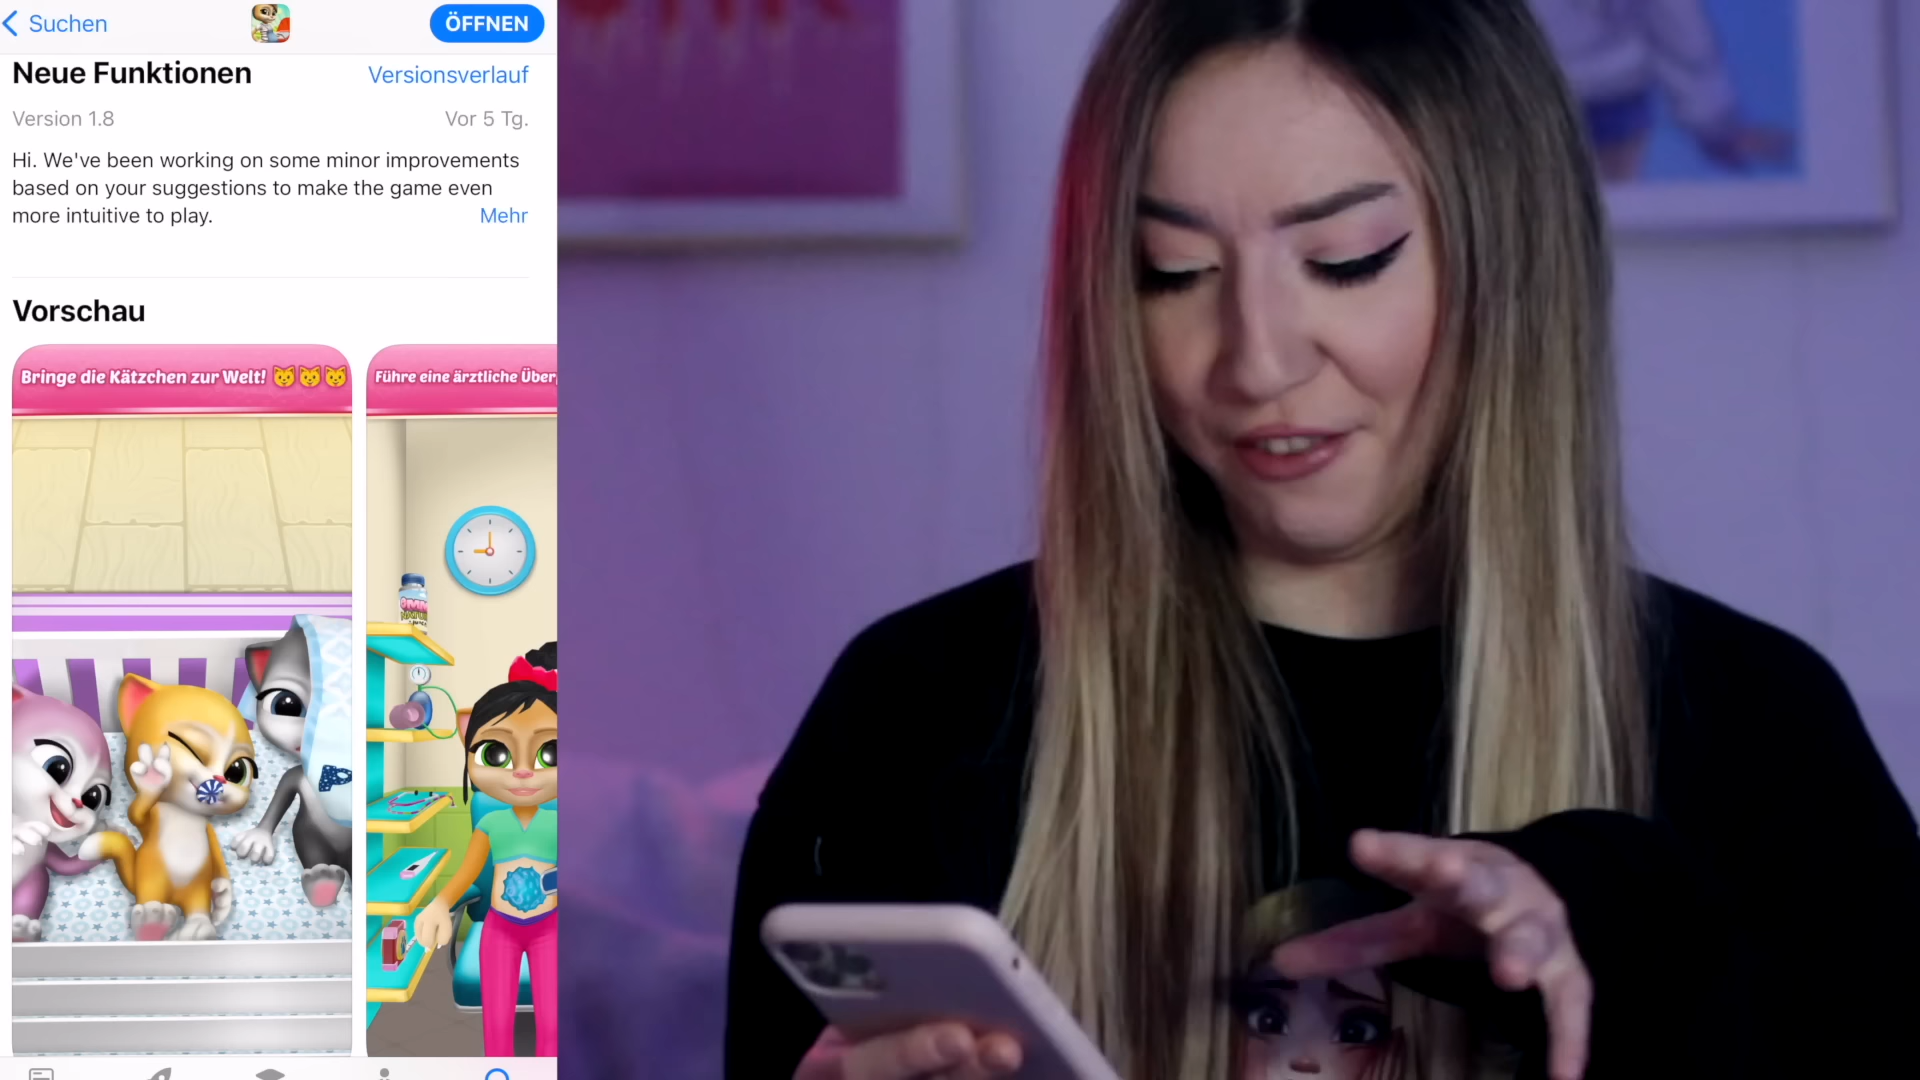 Suchen
ÖFFNEN
Neue Funktionen
Versionsverlauf
Version 1.8
Vor 5 Tg.
Hi. We've been working on some minor improvements
based on your suggestions to make the game even
more intuitive to play.
Mehr
Vorschau
Bringe die Kätzchen zur Welt!
Führe eine ärztliche Über